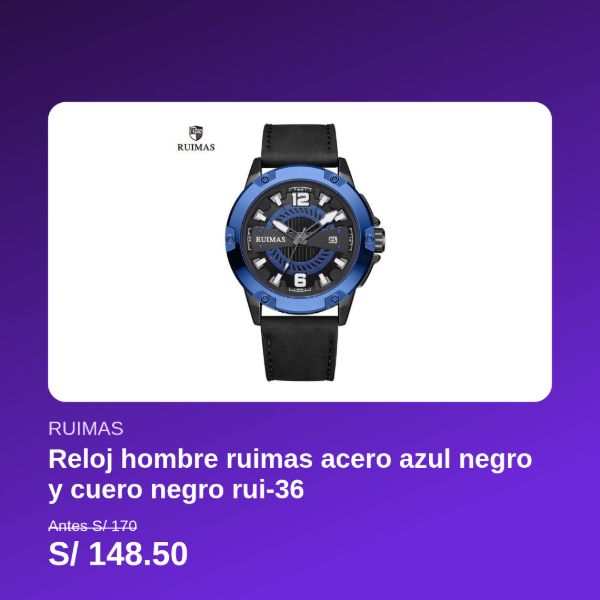 RUIMAS
12
RUIMAS
6
RUIMAS
Reloj hombre ruimas acero azul negro
y cuero negro rui-36
Antes S/ 170
S/ 148.50